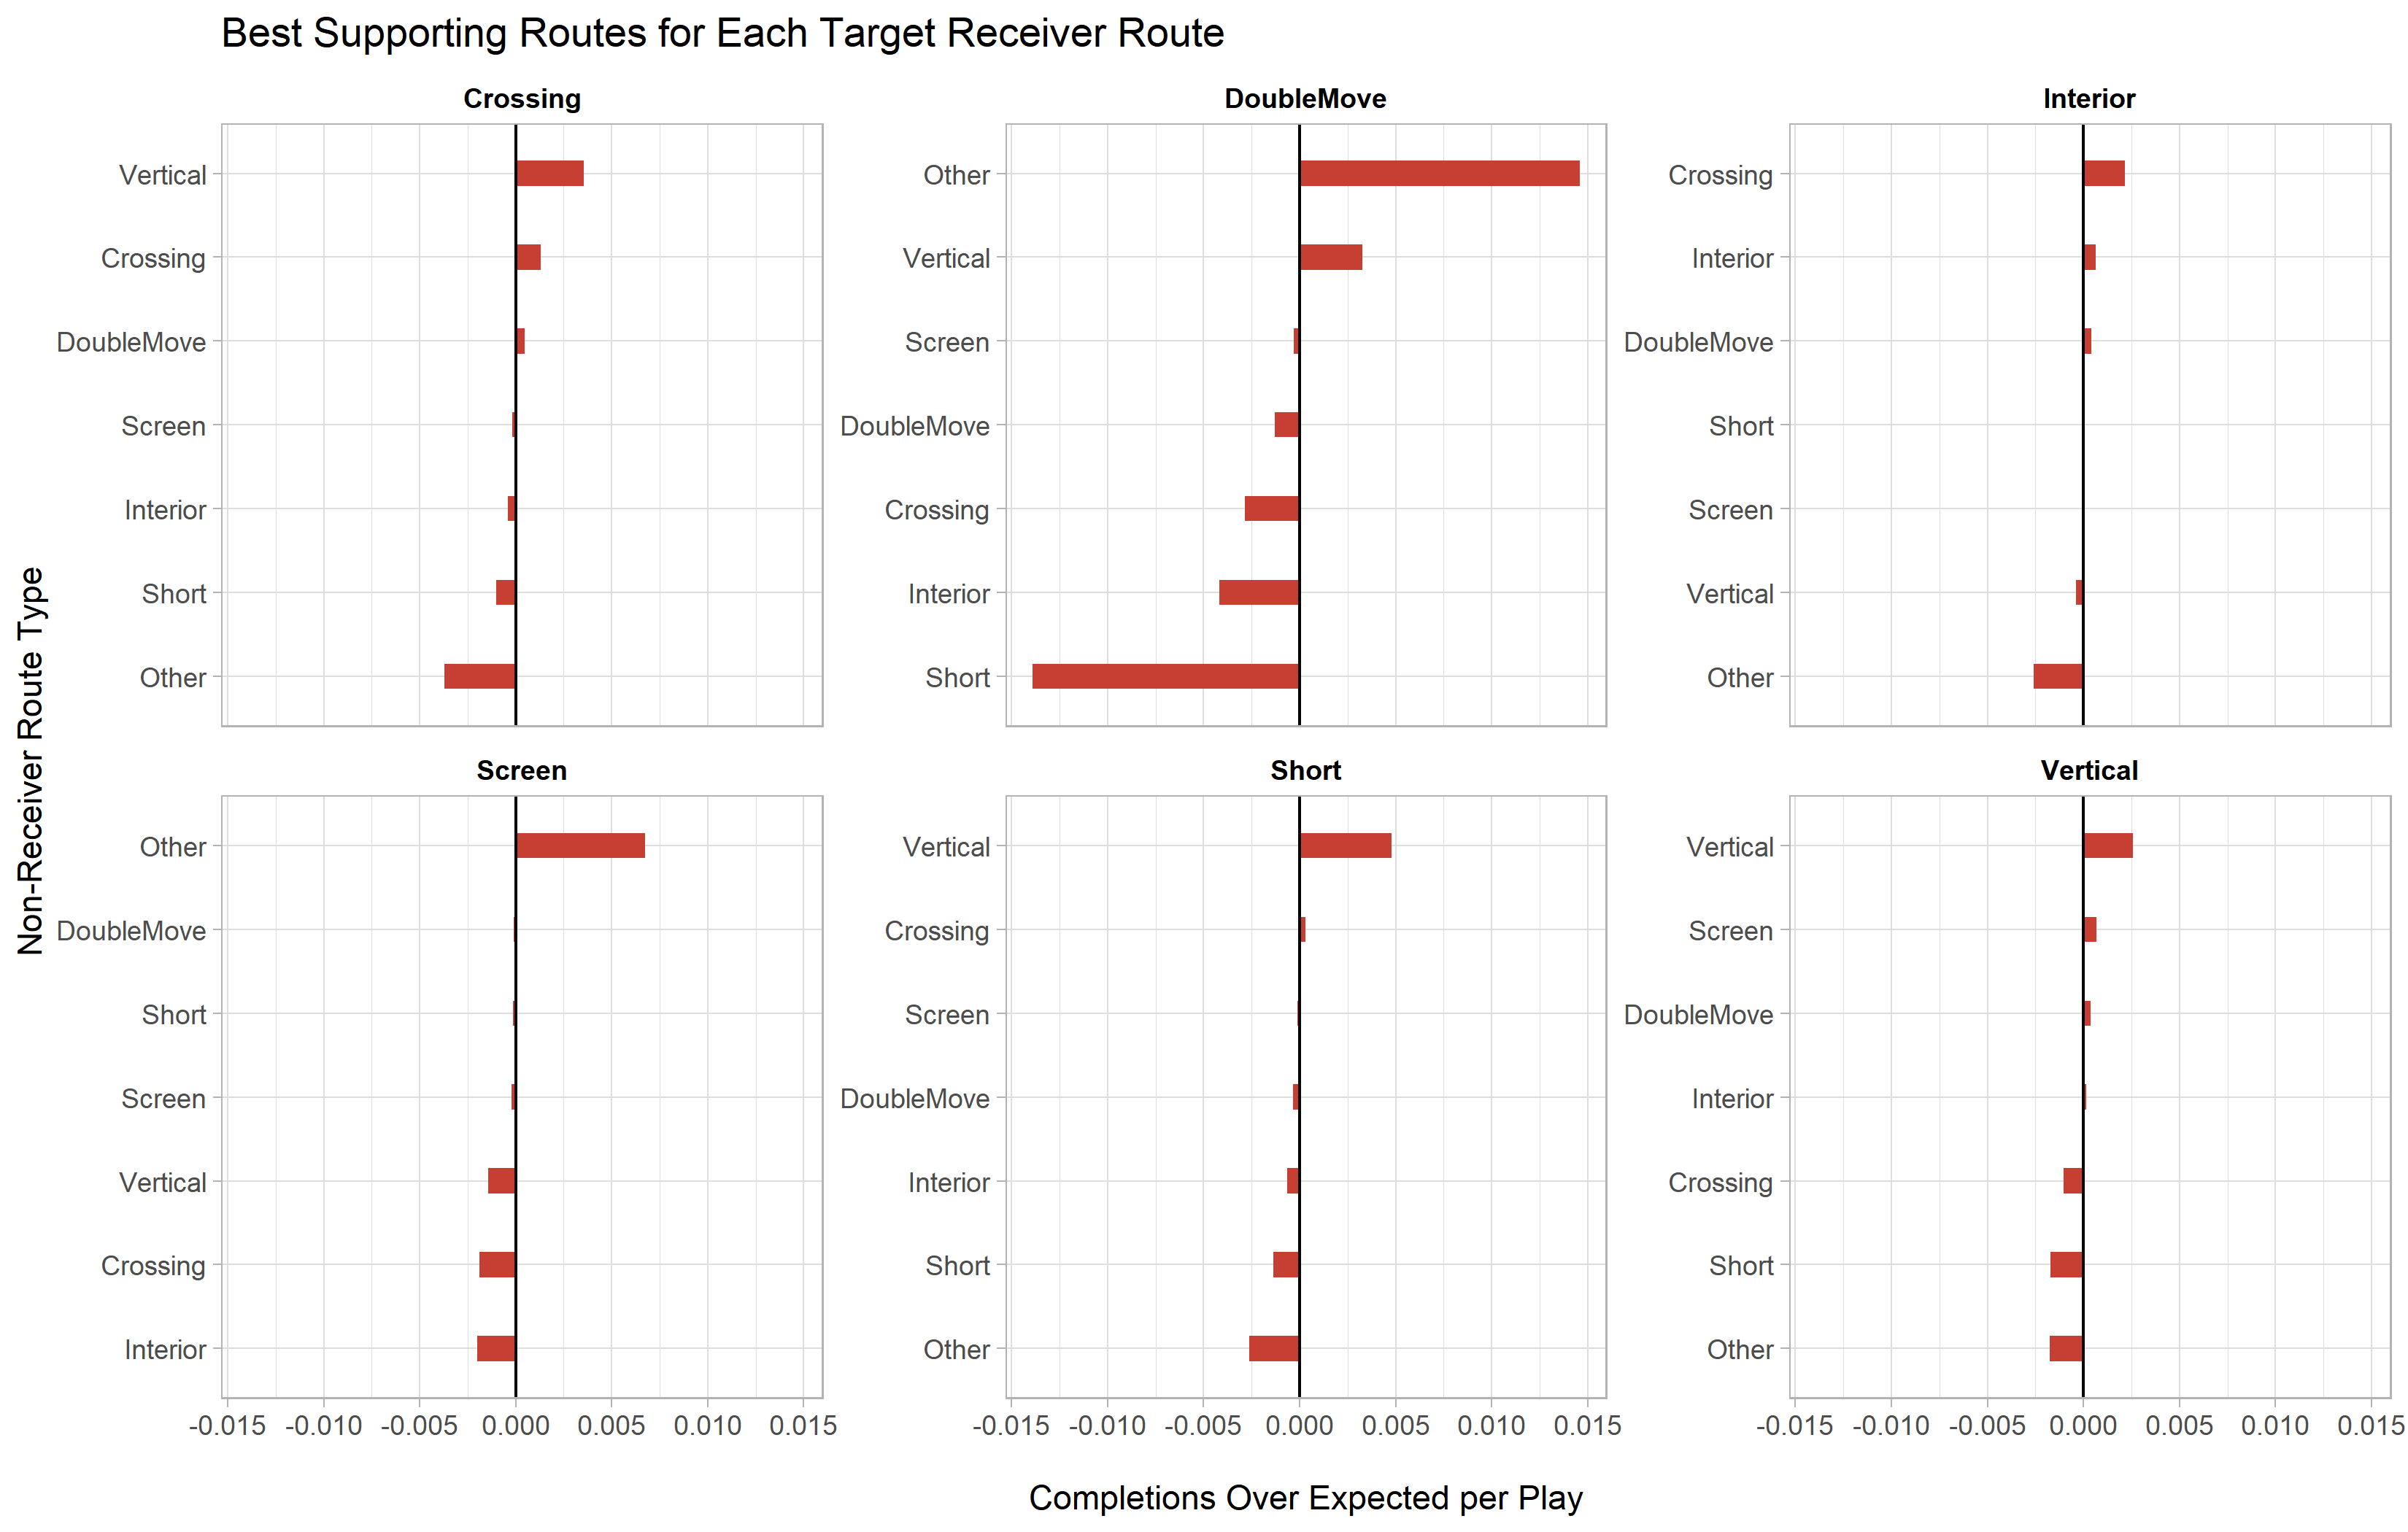 Best Supporting Routes for Each Target Receiver Route
Non-Receiver Route Type
Crossing
Vertical
Crossing
DoubleMove
Screen
Interior
Short
Other
DoubleMove
Other
Vertical
Screen
DoubleMove
Crossing
Interior
Short
Interior
Crossing
Interior
DoubleMove
Short
Screen
Vertical
Other
Screen
Other
DoubleMove
Short
Screen
Vertical
Crossing
Interior
-0.015 -0.010 -0.005 0.000 0.005 0.010 0.015
Short
Vertical
Crossing
Screen
DoubleMove
Interior
Short
Other
-0.015 -0.010 -0.005 0.000 0.005 0.010 0.015
Vertical
Vertical
Screen
DoubleMove
Interior
Crossing
Short
Other
-0.015 -0.010 -0.005 0.000 0.005 0.010 0.015
Completions Over Expected per Play